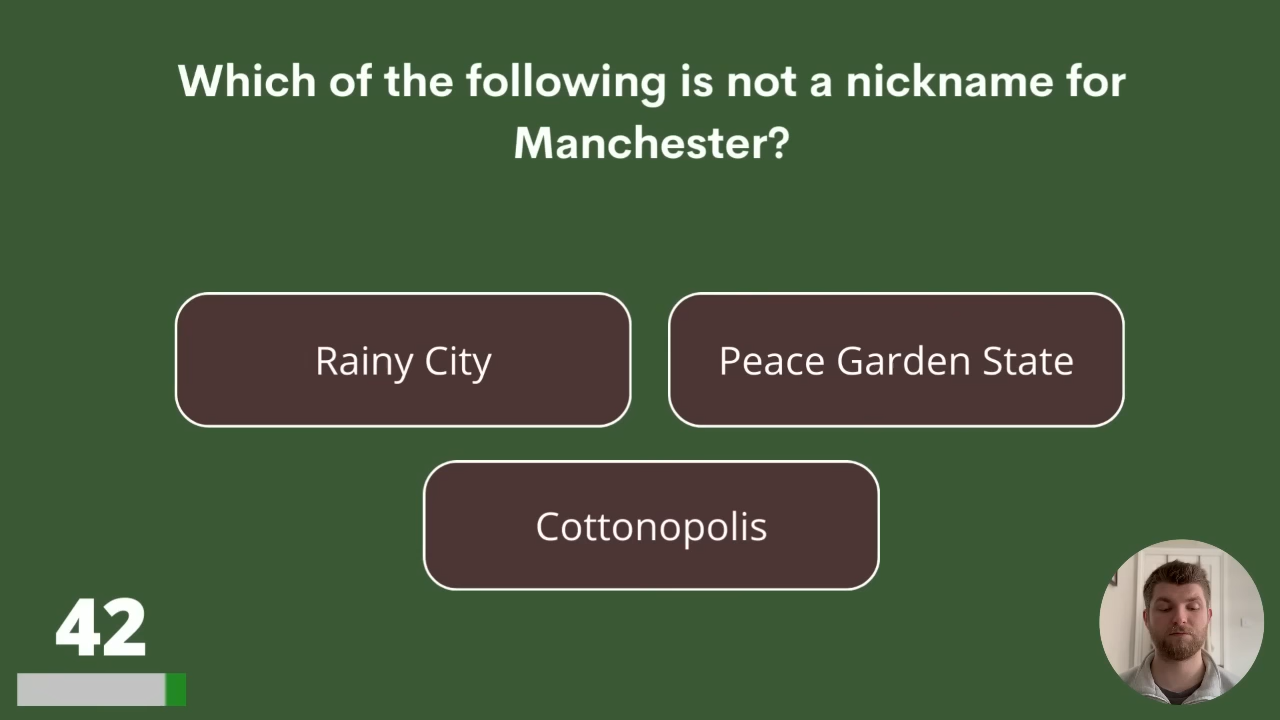 Which of the following is not a nickname for
Manchester?
Rainy City
Peace Garden State
Cottonopolis
42